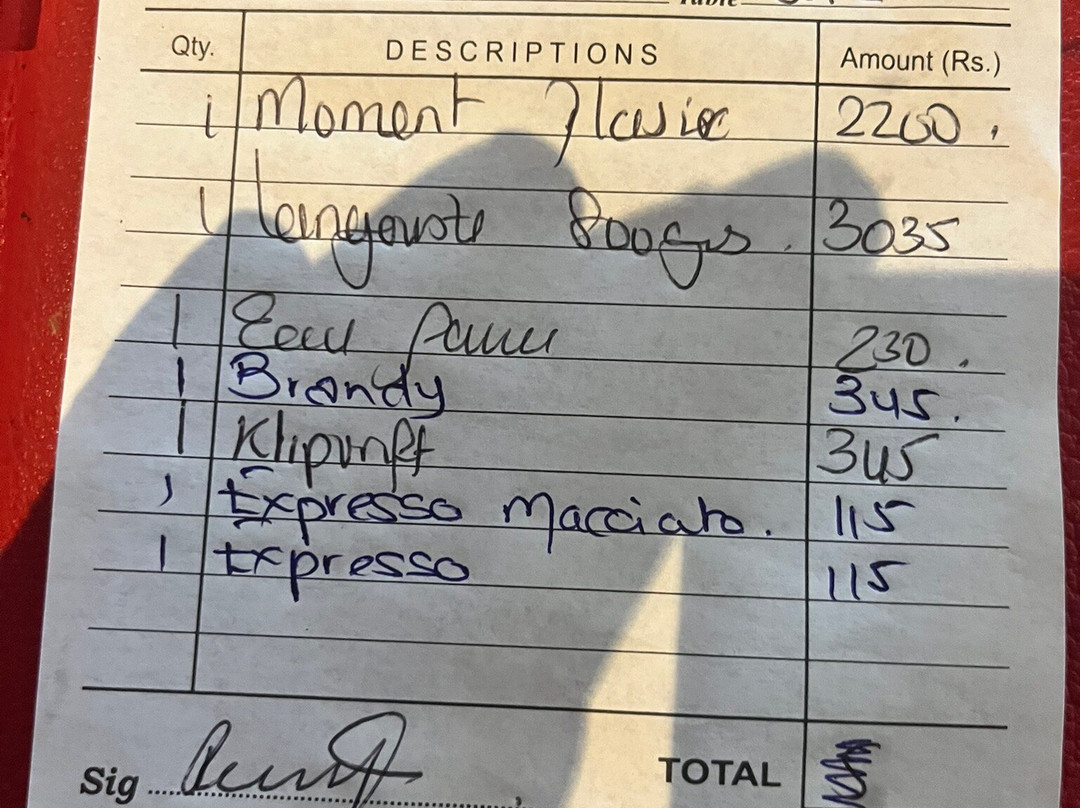 Qty. DESCRIPTIONS Amount (Rs.)
1 Moment 2200.
1 langouste 800gs. 3035
1 230.
1 Brandy 345.
1 Klipdrift 345
1 Expresso Macciato. 115
1 Expresso 115
Sig TOTAL